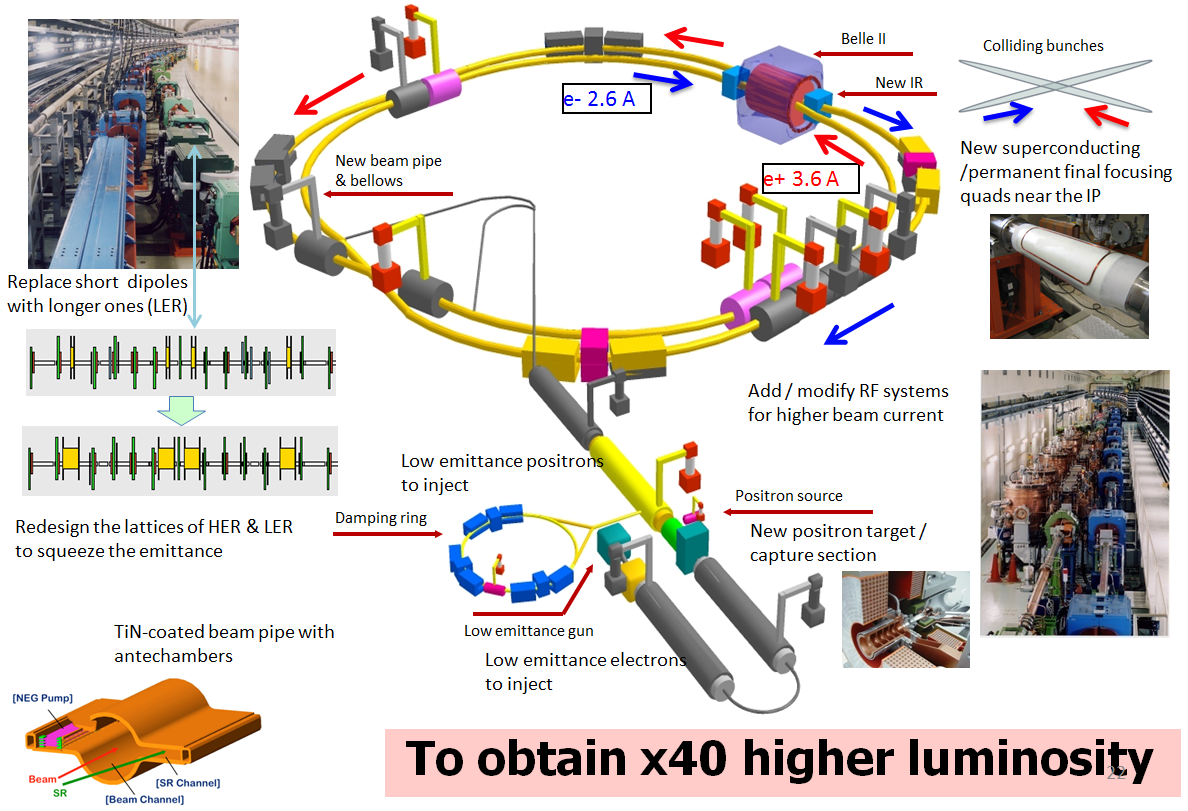 Belle II
Colliding bunches
New IR
e- 2.6 A
New superconducting
/permanent final focusing
quads near the IP
New beam pipe
& bellows
e+ 3.6 A
Replace short dipoles
with longer ones (LER)
Add / modify RF systems
for higher beam current
Low emittance positrons
to inject
Positron source
Damping ring
Redesign the lattices of HER & LER
to squeeze the emittance
New positron target /
capture section
Low emittance gun
TiN-coated beam pipe with
antechambers
Low emittance electrons
to inject
[NEG Pump]
Beam
SR
[SR Channel]
[Beam Channel]
To obtain x40 higher luminosity
22